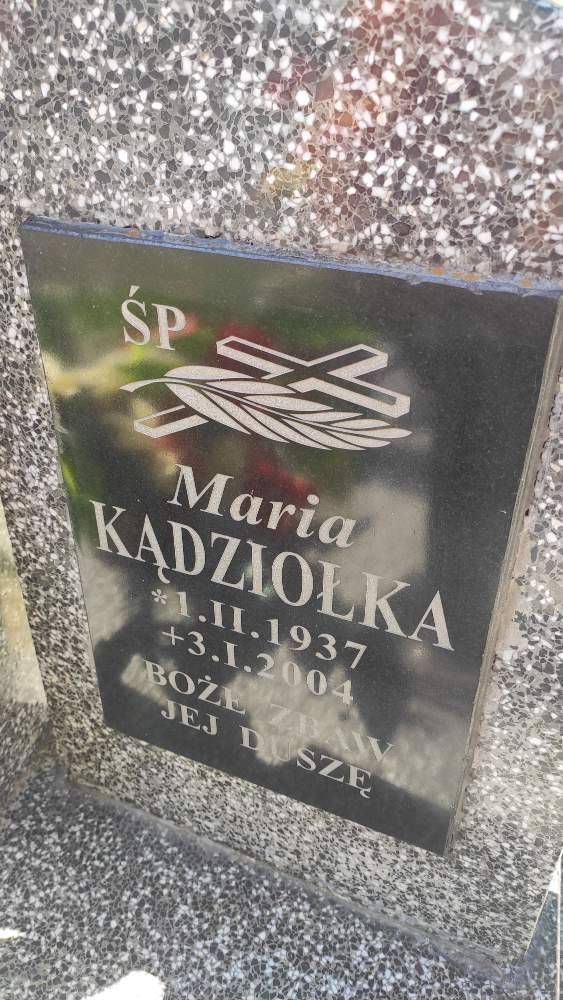 ŚP
Maria
KĄDZIOŁKA
*1.II.1937
+3.I.2004
BOŻE ZBAW
JEJ DUSZĘ